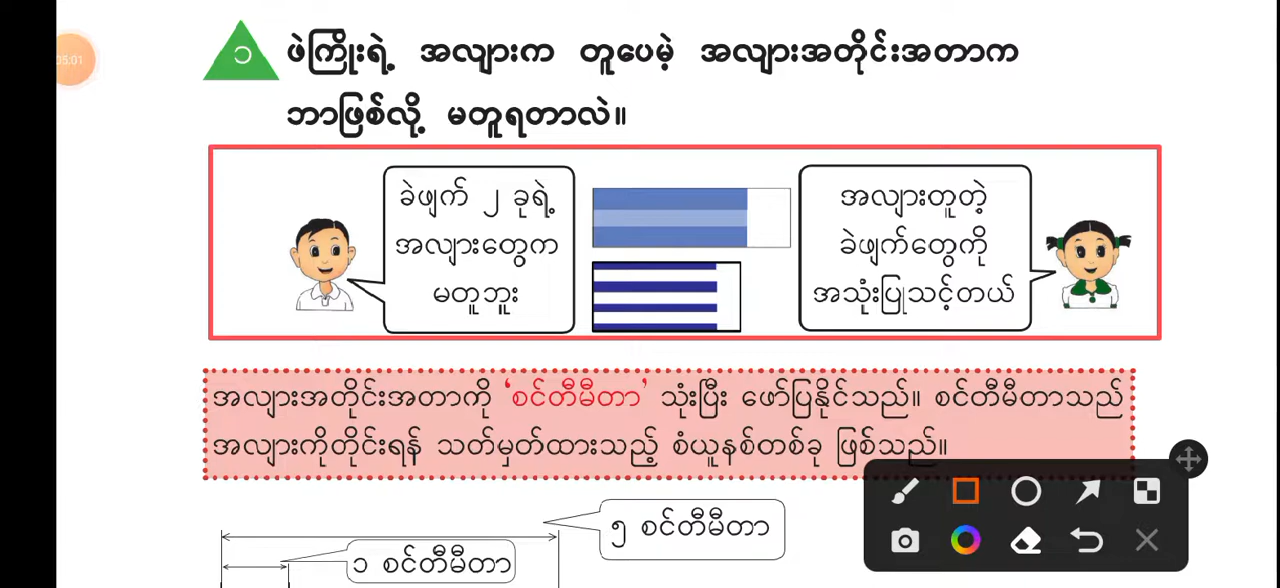 05:01
၁ ဖဲကြိုးရဲ့ အလျားက တူပေမဲ့ အလျားအတိုင်းအတာက
ဘာဖြစ်လို့ မတူရတာလဲ။
ခဲဖျက် ၂ ခုရဲ့
အလျားတွေက
မတူဘူး
အလျားတူတဲ့
ခဲဖျက်တွေကို
အသုံးပြုသင့်တယ်
အလျားအတိုင်းအတာကို ‘စင်တီမီတာ’ သုံးပြီး ဖော်ပြနိုင်သည်။ စင်တီမီတာသည်
အလျားကိုတိုင်းရန် သတ်မှတ်ထားသည့် စံယူနစ်တစ်ခု ဖြစ်သည်။
၅ စင်တီမီတာ
၁ စင်တီမီတာ